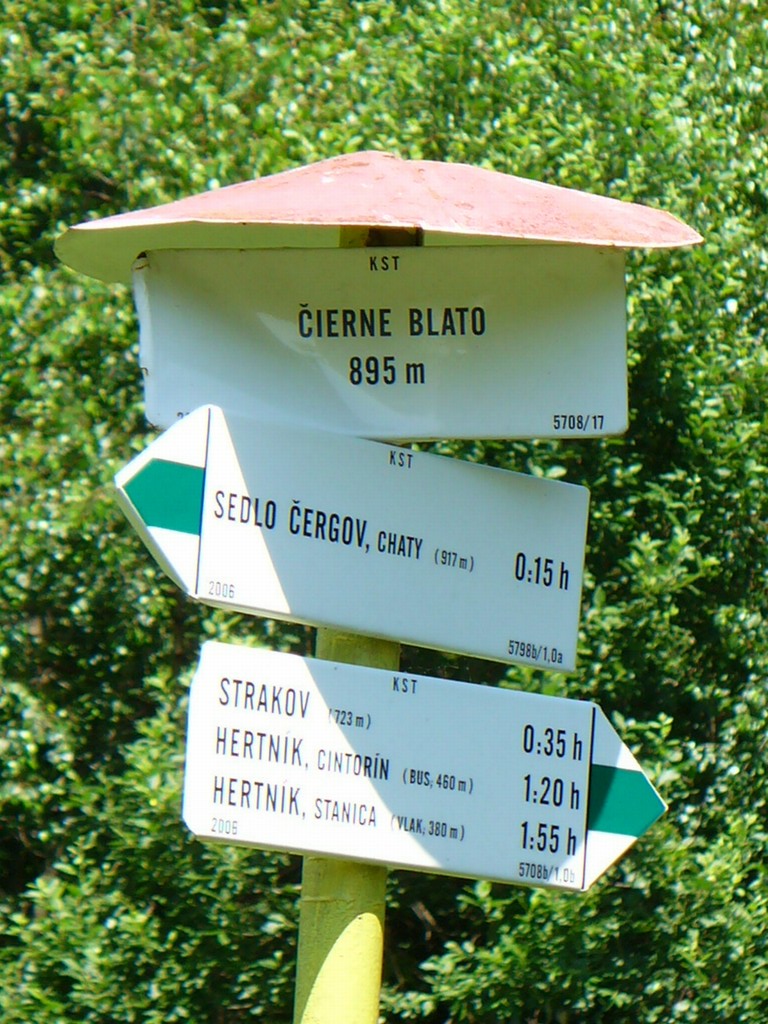 KST
ČIERNE BLATO
895 m
5708/17
KST
SEDLO ČERGOV, CHATY (917 m) 0:15 h
2006
5798b/1,0a
KST
STRAKOV (723 m) 0:35 h
HERTNÍK, CINTORÍN (BUS, 460 m) 1:20 h
HERTNÍK, STANICA (VLAK, 380 m) 1:55 h
2006
5708b/1,0b